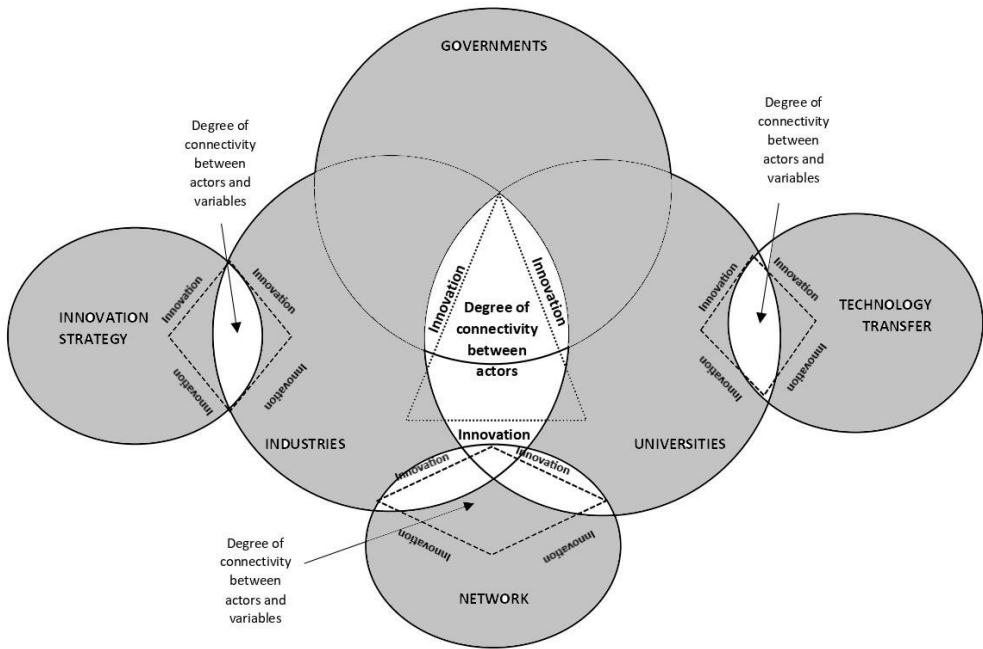 GOVERNMENTS
Degree of
connectivity
between
actors and
variables
Degree of
connectivity
between
actors and
variables
INNOVATION
STRATEGY
Innovation
Innovation
Innovation
Innovation
Innovation
Innovation
Degree of
connectivity
between
actors
Innovation
Innovation
Innovation
Innovation
Innovation
TECHNOLOGY
TRANSFER
INDUSTRIES
UNIVERSITIES
Innovation
Innovation
Innovation
Innovation
Innovation
Degree of
connectivity
between
actors and
variables
NETWORK